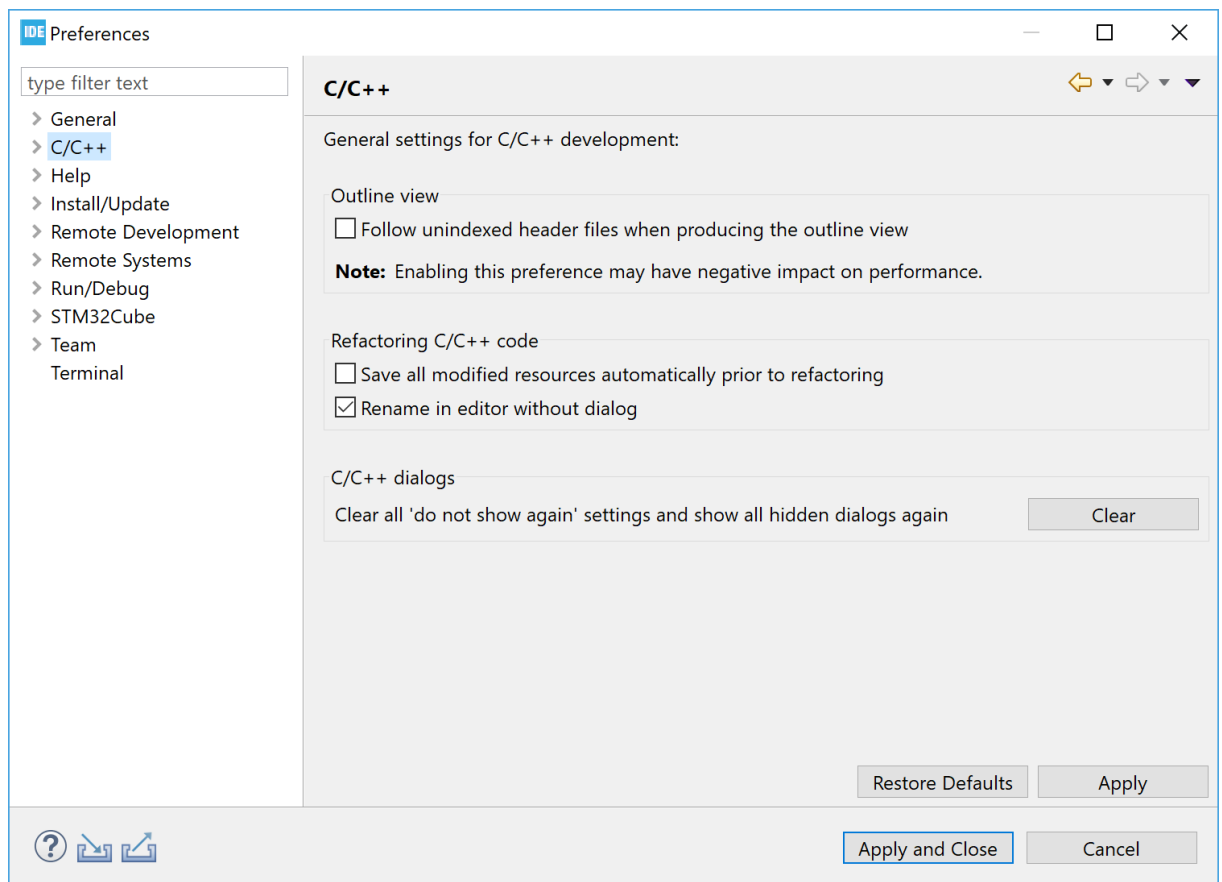 IDE Preferences
type filter text
General
C/C++
Help
Install/Update
Remote Development
Remote Systems
Run/Debug
STM32Cube
Team
Terminal
C/C++
General settings for C/C++ development:
Outline view
Follow unindexed header files when producing the outline view
Note: Enabling this preference may have negative impact on performance.
Refactoring C/C++ code
Save all modified resources automatically prior to refactoring
Rename in editor without dialog
C/C++ dialogs
Clear all 'do not show again' settings and show all hidden dialogs again Clear
Restore Defaults Apply
? Apply and Close Cancel